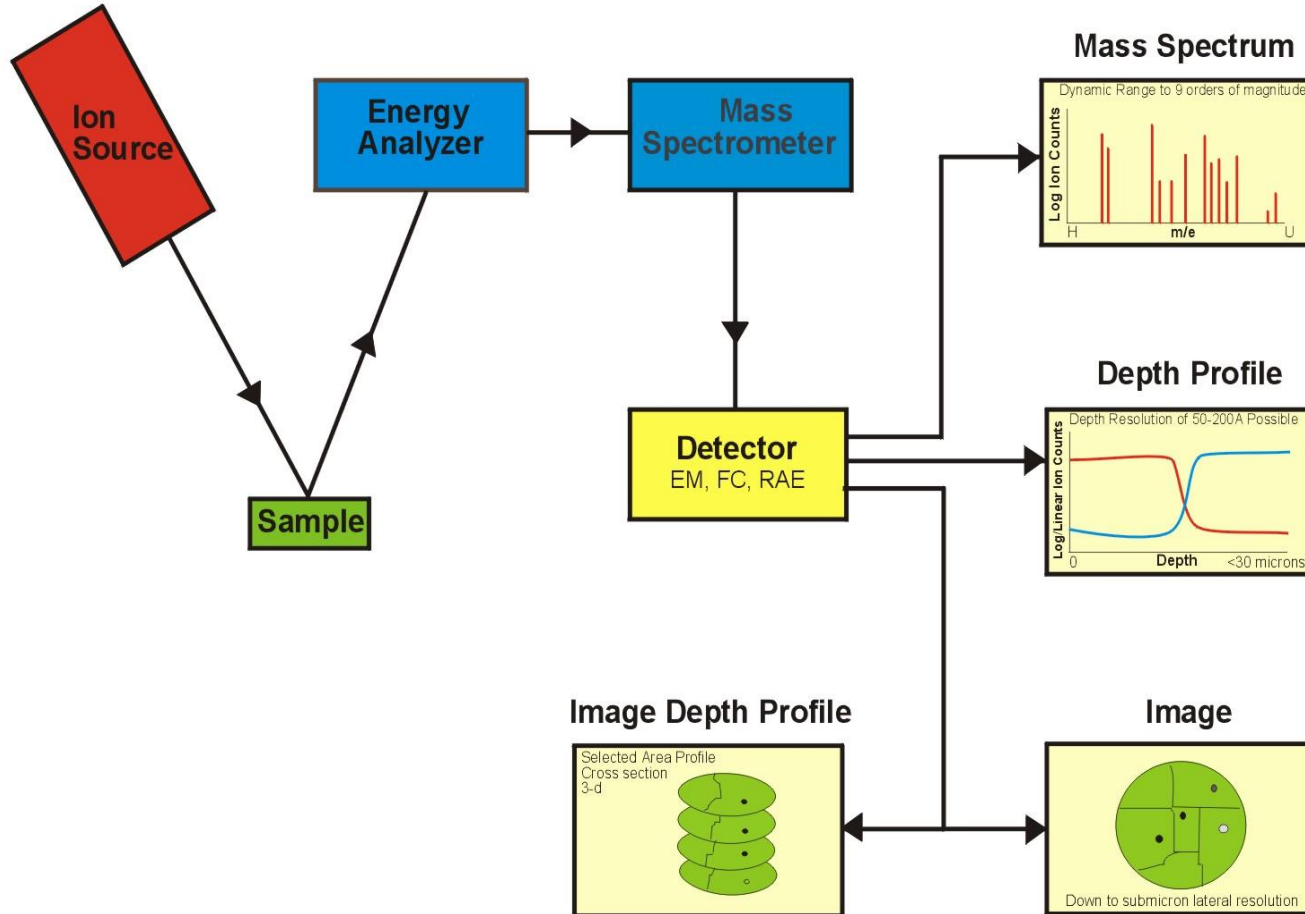 Ion
Source
Energy
Analyzer
Mass
Spectrometer
Sample
Detector
EM, FC, RAE
Mass Spectrum
Dynamic Range to 9 orders of magnitude
Log Ion Counts
H
m/e
U
Depth Profile
Depth Resolution of 50-200A Possible
Log/Linear Ion Counts
0
Depth
<30 microns
Image Depth Profile
Selected Area Profile
Cross section
3-d
Image
Down to submicron lateral resolution